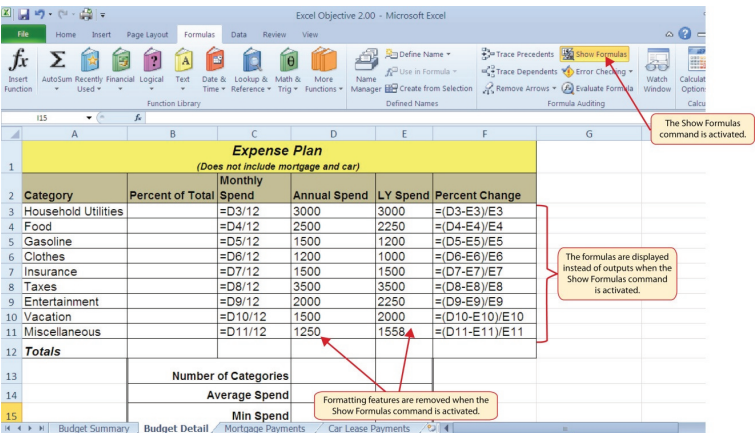 Excel Objective 2.00 - Microsoft Excel
File Home Insert Page Layout Formulas Data Review View
Insert Function
AutoSum
Recently Used
Financial
Logical
Text
Date & Time
Lookup & Reference
Math & Trig
More Functions
Function Library
Name Manager
Define Name
Use in Formula
Create from Selection
Defined Names
Trace Precedents
Trace Dependents
Remove Arrows
Show Formulas
Error Checking
Evaluate Formula
Formula Auditing
Watch Window
Calculat
Option
Calcu
I15 fx
The Show Formulas
command is activated.
A B C D E F G
1 Expense Plan
(Does not include mortgage and car)
2 Category Percent of Total Monthly Spend Annual Spend LY Spend Percent Change
3 Household Utilities =D3/12 3000 3000 =(D3-E3)/E3
4 Food =D4/12 2500 2250 =(D4-E4)/E4
5 Gasoline =D5/12 1500 1200 =(D5-E5)/E5
6 Clothes =D6/12 1200 1000 =(D6-E6)/E6
7 Insurance =D7/12 1500 1500 =(D7-E7)/E7
8 Taxes =D8/12 3500 3500 =(D8-E8)/E8
9 Entertainment =D9/12 2000 2250 =(D9-E9)/E9
10 Vacation =D10/12 1500 2000 =(D10-E10)/E10
11 Miscellaneous =D11/12 1250 1558 =(D11-E11)/E11
The formulas are displayed
instead of outputs when the
Show Formulas command
is activated.
12 Totals
13 Number of Categories
14 Average Spend
15 Min Spend
Formatting features are removed when the
Show Formulas command is activated.
Budget Summary Budget Detail Mortgage Payments Car Lease Payments